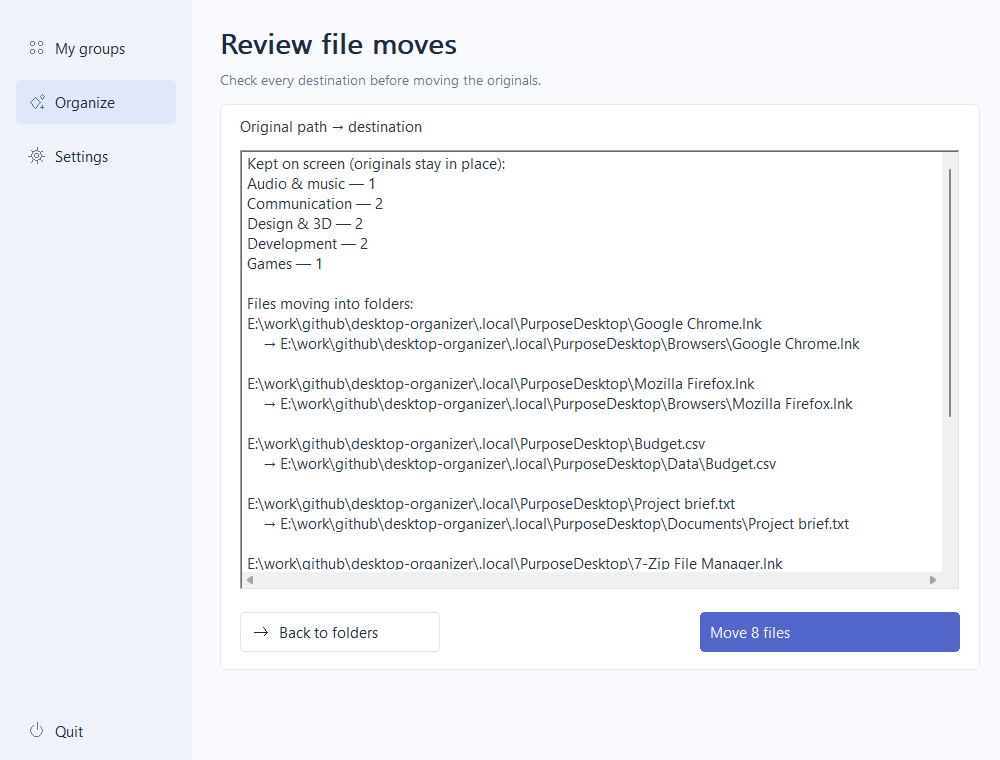 My groups
Organize
Settings
Quit
Review file moves
Check every destination before moving the originals.
Original path → destination
Kept on screen (originals stay in place):
Audio & music — 1
Communication — 2
Design & 3D — 2
Development — 2
Games — 1
Files moving into folders:
E:\work\github\desktop-organizer\.local\PurposeDesktop\Google Chrome.lnk
→ E:\work\github\desktop-organizer\.local\PurposeDesktop\Browsers\Google Chrome.lnk
E:\work\github\desktop-organizer\.local\PurposeDesktop\Mozilla Firefox.lnk
→ E:\work\github\desktop-organizer\.local\PurposeDesktop\Browsers\Mozilla Firefox.lnk
E:\work\github\desktop-organizer\.local\PurposeDesktop\Budget.csv
→ E:\work\github\desktop-organizer\.local\PurposeDesktop\Data\Budget.csv
E:\work\github\desktop-organizer\.local\PurposeDesktop\Project brief.txt
→ E:\work\github\desktop-organizer\.local\PurposeDesktop\Documents\Project brief.txt
E:\work\github\desktop-organizer\.local\PurposeDesktop\7-Zip File Manager.lnk
→ Back to folders
Move 8 files